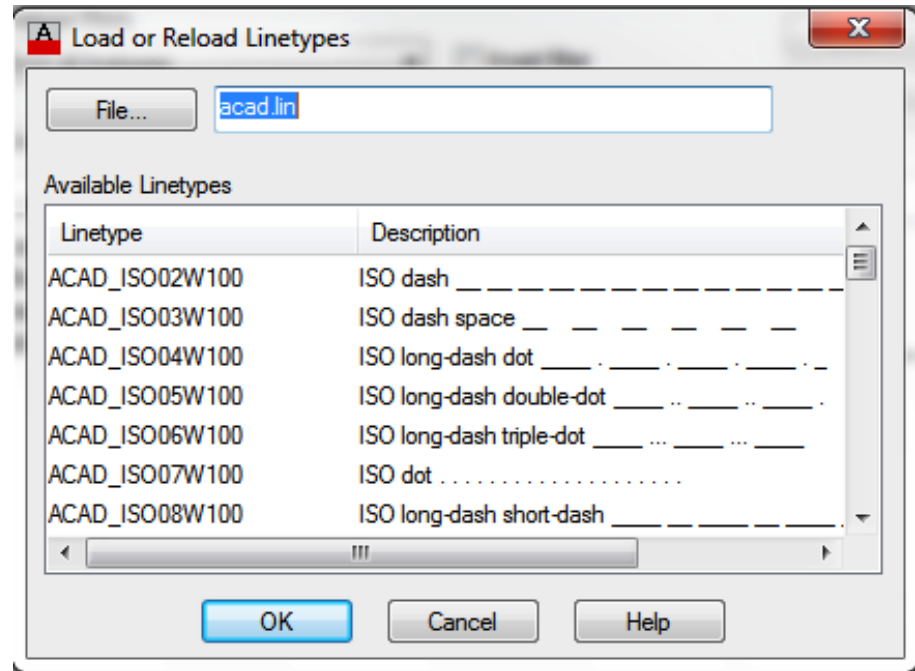 Load or Reload Linetypes
File... acad.lin
Available Linetypes
Linetype Description
ACAD_ISO02W100 ISO dash __ __ __ __ __ __ __ __ __ __ __ __ __
ACAD_ISO03W100 ISO dash space __ __ __ __ __ __
ACAD_ISO04W100 ISO long-dash dot ____ . ____ . ____ . ____ . _
ACAD_ISO05W100 ISO long-dash double-dot ____ .. ____ .. ____ .
ACAD_ISO06W100 ISO long-dash triple-dot ____ ... ____ ... ____
ACAD_ISO07W100 ISO dot . . . . . . . . . . . . . . . . . . . .
ACAD_ISO08W100 ISO long-dash short-dash ____ __ ____ __ ____ .
OK Cancel Help